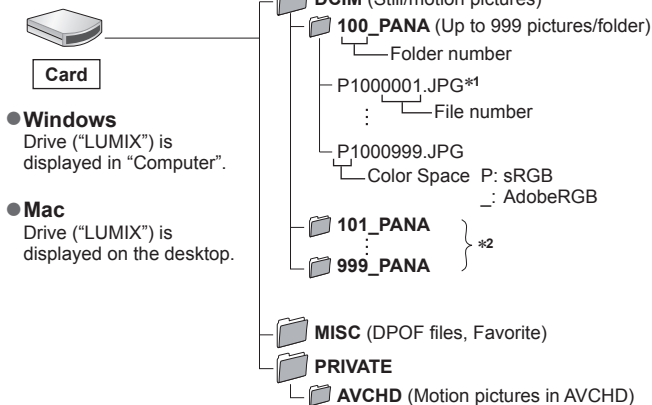 DCIM (Still/motion pictures)
100_PANA (Up to 999 pictures/folder)
Folder number
Card
P1000001.JPG*1
File number
●Windows
Drive (“LUMIX”) is
displayed in “Computer”.
P1000999.JPG
Color Space P: sRGB
_: AdobeRGB
●Mac
Drive (“LUMIX”) is
displayed on the desktop.
101_PANA
*2
999_PANA
MISC (DPOF files, Favorite)
PRIVATE
AVCHD (Motion pictures in AVCHD)